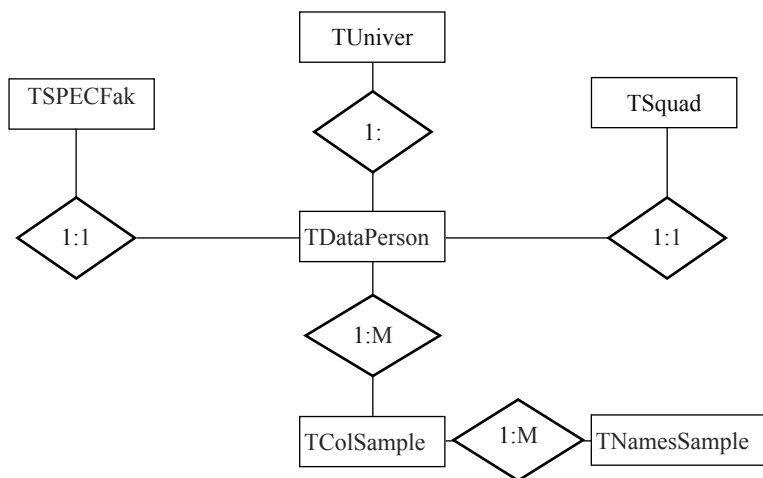 TUniver
TSPECFak
TSquad
1:
1:1
TDataPerson
1:1
1:M
TColSample
1:M
TNamesSample